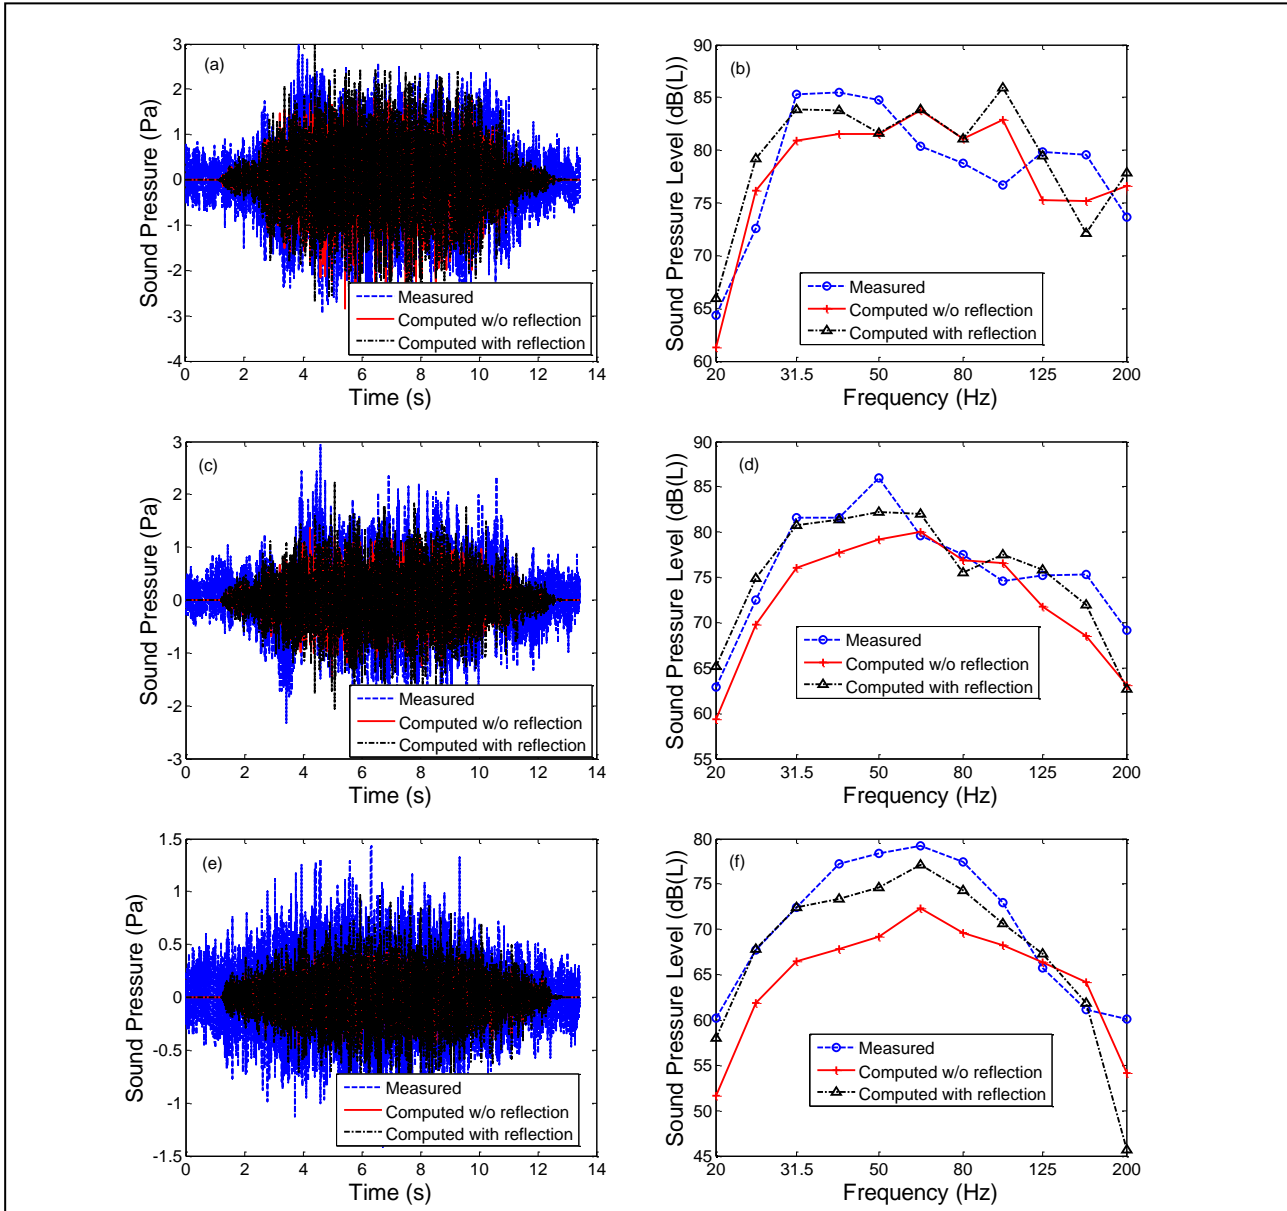 (a)
3
2
1
0
-1
-2
-3
-4
Sound Pressure (Pa)
0 2 4 6 8 10 12 14
Time (s)
Measured
Computed w/o reflection
Computed with reflection
(b)
90
85
80
75
70
65
60
Sound Pressure Level (dB(L))
20 31.5 50 80 125 200
Frequency (Hz)
Measured
Computed w/o reflection
Computed with reflection
(c)
3
2
1
0
-1
-2
-3
Sound Pressure (Pa)
0 2 4 6 8 10 12 14
Time (s)
Measured
Computed w/o reflection
Computed with reflection
(d)
90
85
80
75
70
65
60
55
Sound Pressure Level (dB(L))
20 31.5 50 80 125 200
Frequency (Hz)
Measured
Computed w/o reflection
Computed with reflection
(e)
1.5
1
0.5
0
-0.5
-1
-1.5
Sound Pressure (Pa)
0 2 4 6 8 10 12 14
Time (s)
Measured
Computed w/o reflection
Computed with reflection
(f)
80
75
70
65
60
55
50
45
Sound Pressure Level (dB(L))
20 31.5 50 80 125 200
Frequency (Hz)
Measured
Computed w/o reflection
Computed with reflection